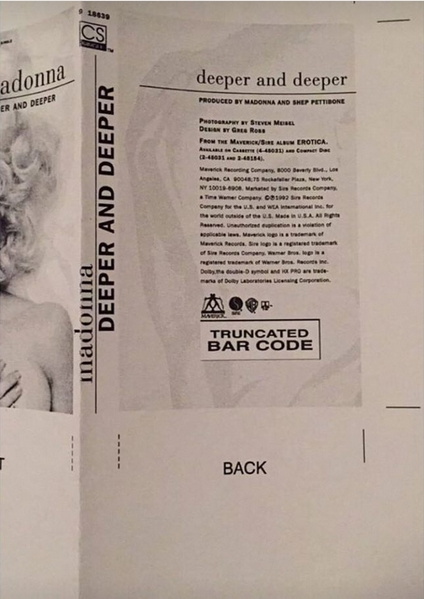 18639
CS
SINGLE
TM
madonna
DEEPER AND DEEPER
madonna
DEEPER AND DEEPER
deeper and deeper
PRODUCED BY MADONNA AND SHEP PETTIBONE
PHOTOGRAPHY BY STEVEN MEISEL
DESIGN BY GREG ROSS
FROM THE MAVERICK/SIRE ALBUM EROTICA.
AVAILABLE ON CASSETTE (4-45031) AND COMPACT DISC
(2-45031 AND 2-45154).
Maverick Recording Company, 8000 Beverly Blvd., Los
Angeles, CA 90048,75 Rockefeller Plaza, New York,
NY 10019-6908. Marketed by Sire Records Company,
a Time Warner Company. ©℗1992 Sire Records
Company for the U.S. and WEA International Inc. for
the world outside of the U.S. Made in U.S.A. All Rights
Reserved. Unauthorized duplication is a violation of
applicable laws. Maverick logo is a trademark of
Maverick Records. Sire logo is a registered trademark
of Sire Records Company. Warner Bros. logo is a
registered trademark of Warner Bros. Records Inc.
Dolby,the double-D symbol and HX PRO are trade-
marks of Dolby Laboratories Licensing Corporation.
MAVERICK
SIRE
TRUNCATED
BAR CODE
T
BACK